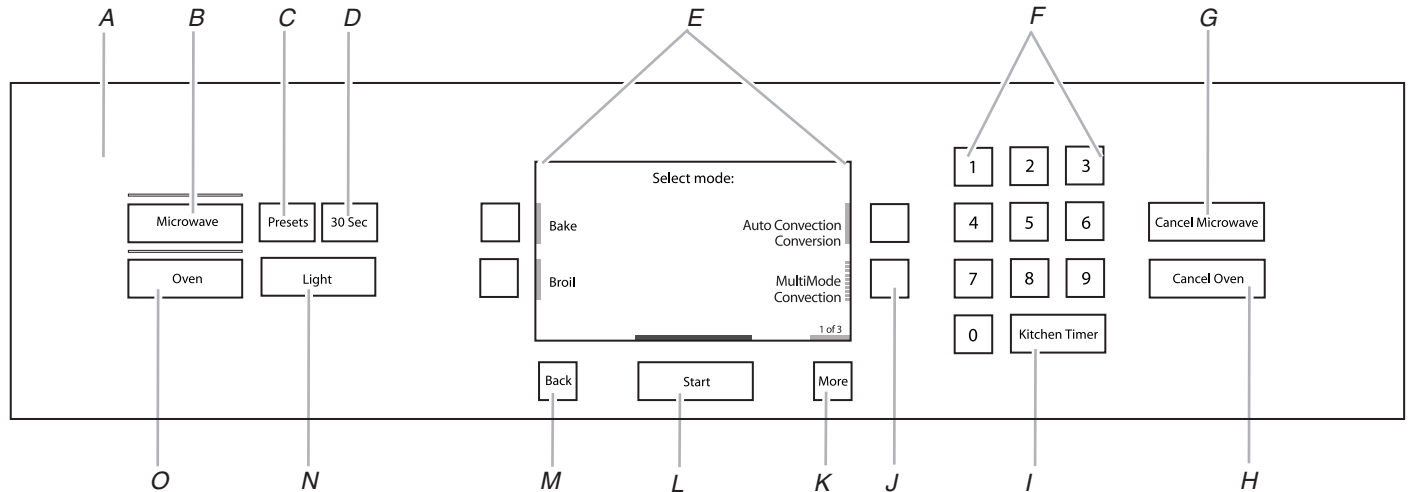 A B C D E F G
Select mode:
1 2 3
Microwave Presets 30 Sec Bake Auto Convection Conversion 4 5 6 Cancel Microwave
Oven Light Broil MultiMode Convection 7 8 9 Cancel Oven
1 of 3
0 Kitchen Timer
Back Start More
O N M L K J I H